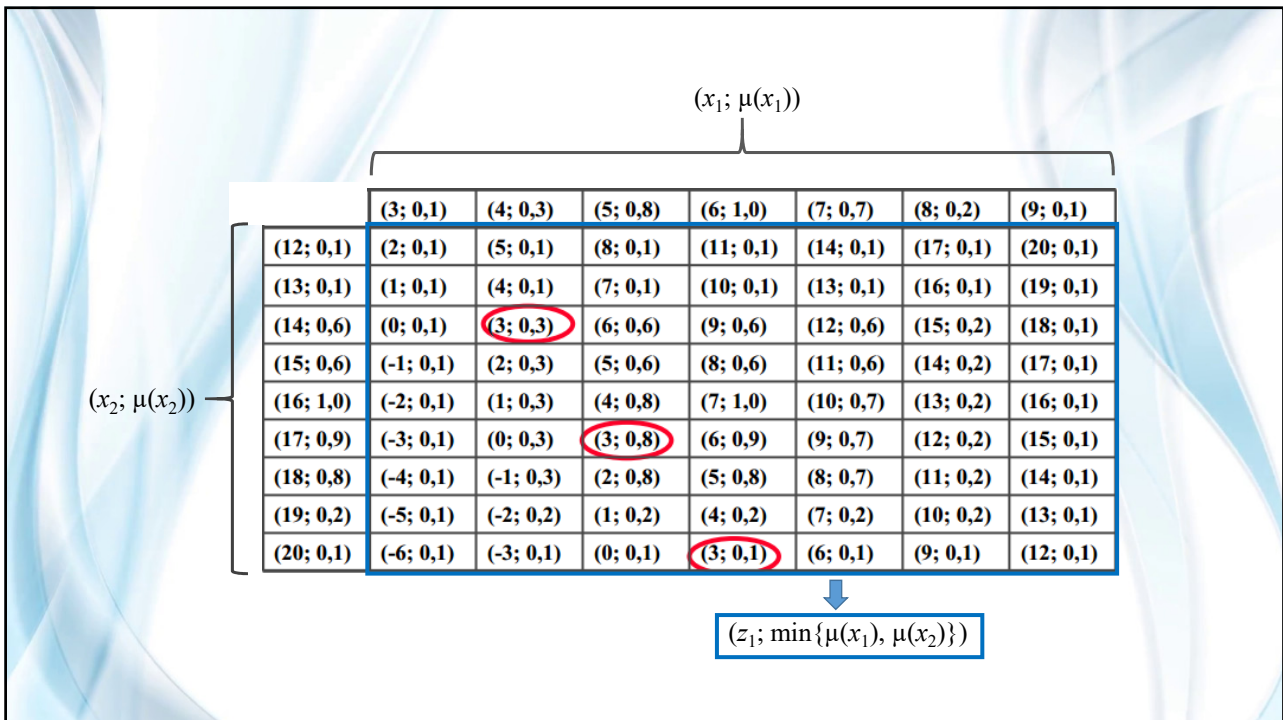 (x₁; µ(x₁))
(3; 0,1) (4; 0,3) (5; 0,8) (6; 1,0) (7; 0,7) (8; 0,2) (9; 0,1)
(12; 0,1) (2; 0,1) (5; 0,1) (8; 0,1) (11; 0,1) (14; 0,1) (17; 0,1) (20; 0,1)
(13; 0,1) (1; 0,1) (4; 0,1) (7; 0,1) (10; 0,1) (13; 0,1) (16; 0,1) (19; 0,1)
(14; 0,6) (0; 0,1) (3; 0,3) (6; 0,6) (9; 0,6) (12; 0,6) (15; 0,2) (18; 0,1)
(15; 0,6) (-1; 0,1) (2; 0,3) (5; 0,6) (8; 0,6) (11; 0,6) (14; 0,2) (17; 0,1)
(x₂; µ(x₂))
(16; 1,0) (-2; 0,1) (1; 0,3) (4; 0,8) (7; 1,0) (10; 0,7) (13; 0,2) (16; 0,1)
(17; 0,9) (-3; 0,1) (0; 0,3) (3; 0,8) (6; 0,9) (9; 0,7) (12; 0,2) (15; 0,1)
(18; 0,8) (-4; 0,1) (-1; 0,3) (2; 0,8) (5; 0,8) (8; 0,7) (11; 0,2) (14; 0,1)
(19; 0,2) (-5; 0,1) (-2; 0,2) (1; 0,2) (4; 0,2) (7; 0,2) (10; 0,2) (13; 0,1)
(20; 0,1) (-6; 0,1) (-3; 0,1) (0; 0,1) (3; 0,1) (6; 0,1) (9; 0,1) (12; 0,1)
(z₁; min{µ(x₁), µ(x₂)})